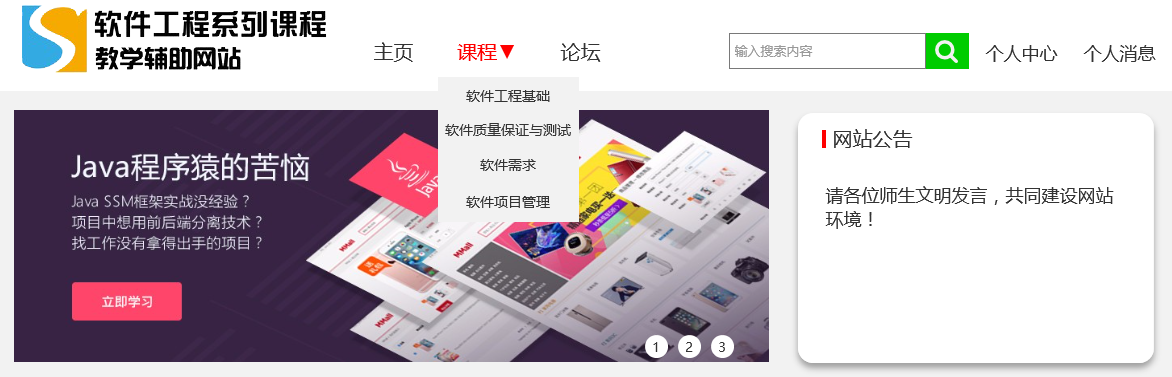 软件工程系列课程
教学辅助网站
主页
课程▼
论坛
输入搜索内容
个人中心
个人消息
软件工程基础
软件质量保证与测试
软件需求
软件项目管理
Java程序猿的苦恼
Java SSM框架实战没经验？
项目中想用前后端分离技术？
找工作没有拿得出手的项目？
立即学习
Java
MMall
MMall
MMall
1
2
3
网站公告
请各位师生文明发言，共同建设网站
环境！